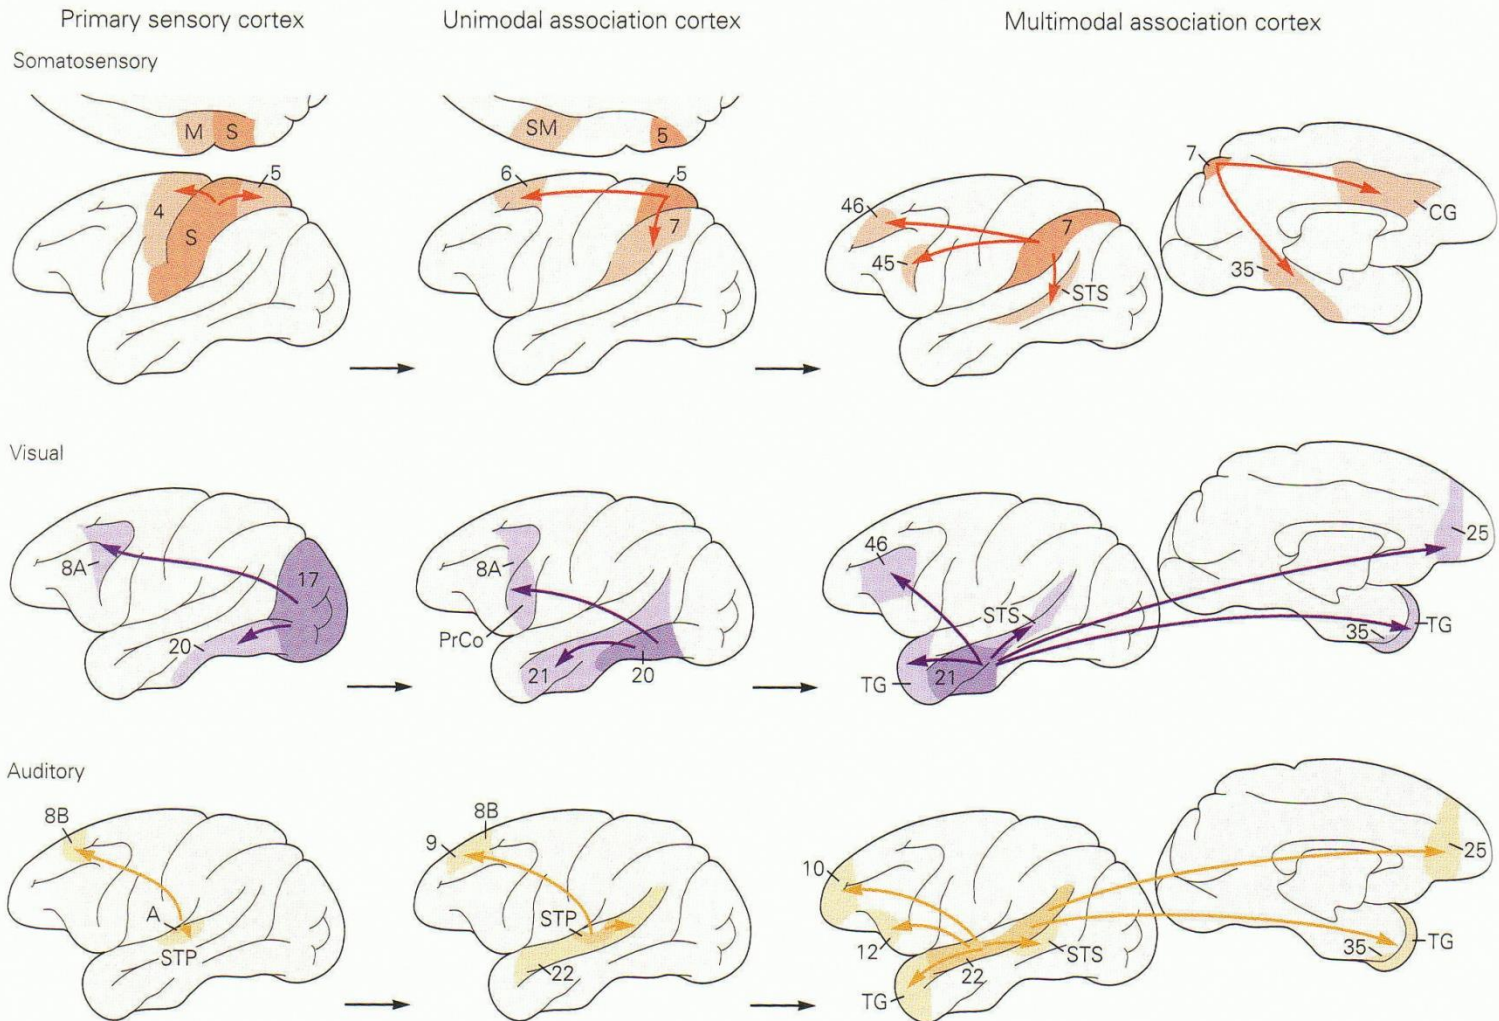 Primary sensory cortex
Unimodal association cortex
Multimodal association cortex
Somatosensory
M
S
5
4
S
SM
5
6
5
7
46
45
7
STS
7
CG
35
Visual
8A
17
20
8A
PrCo
21
20
46
STS
TG
21
25
35
TG
Auditory
8B
A
STP
9
8B
STP
22
10
12
22
STS
TG
25
35
TG